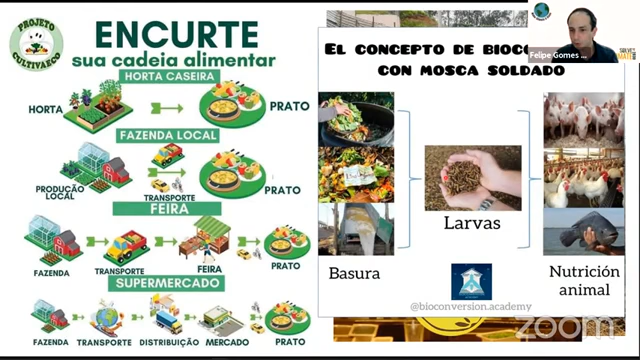 PROJETO
CULTIVAECO
ENCURTE
sua cadeia alimentar
HORTA CASEIRA
HORTA
PRATO
FAZENDA LOCAL
PRODUÇÃO
LOCAL
TRANSPORTE
PRATO
FEIRA
FAZENDA
TRANSPORTE
FEIRA
PRATO
SUPERMERCADO
FAZENDA
TRANSPORTE
DISTRIBUIÇÃO
MERCADO
PRATO
EL CONCEPTO DE
CON MOSCA SOLDADO
Larvas
Basura
Nutrición
animal
@bioconversion.academy
Felipe Gomes ...
zoom